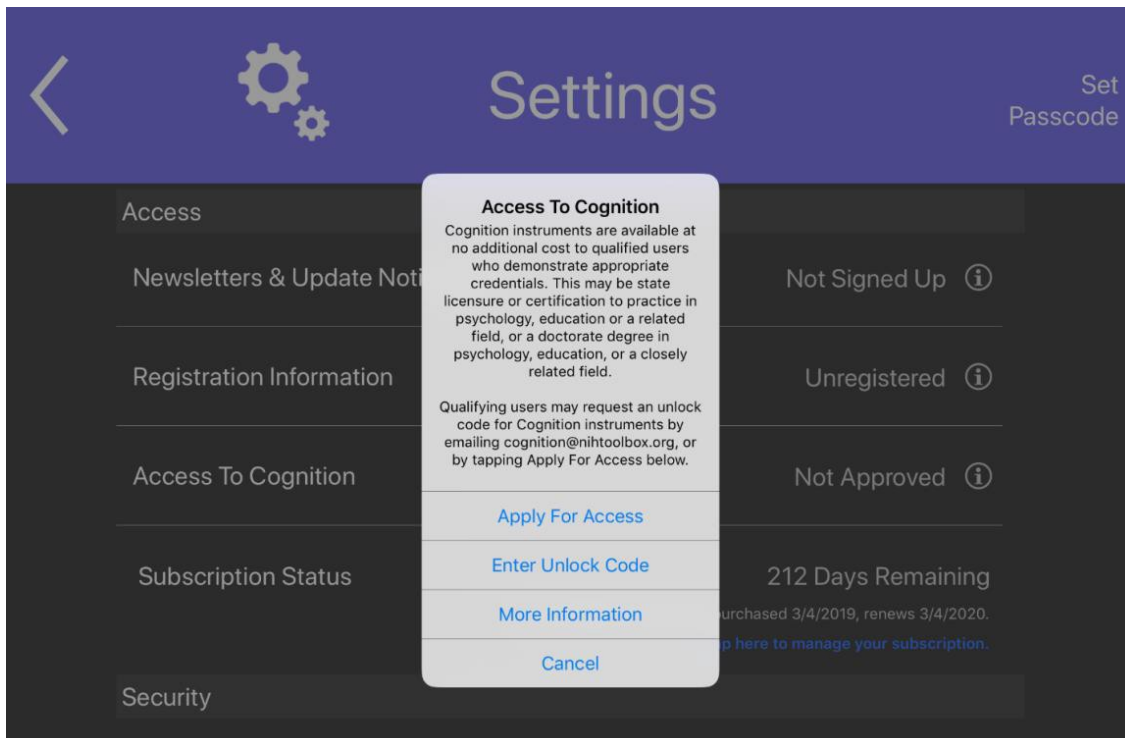 Settings
Set
Passcode
Access
Newsletters & Update Noti
Not Signed Up
Registration Information
Unregistered
Access To Cognition
Not Approved
Subscription Status
212 Days Remaining
urchased 3/4/2019, renews 3/4/2020.
p here to manage your subscription.
Security
Access To Cognition
Cognition instruments are available at
no additional cost to qualified users
who demonstrate appropriate
credentials. This may be state
licensure or certification to practice in
psychology, education or a related
field, or a doctorate degree in
psychology, education, or a closely
related field.
Qualifying users may request an unlock
code for Cognition instruments by
emailing cognition@nihtoolbox.org, or
by tapping Apply For Access below.
Apply For Access
Enter Unlock Code
More Information
Cancel